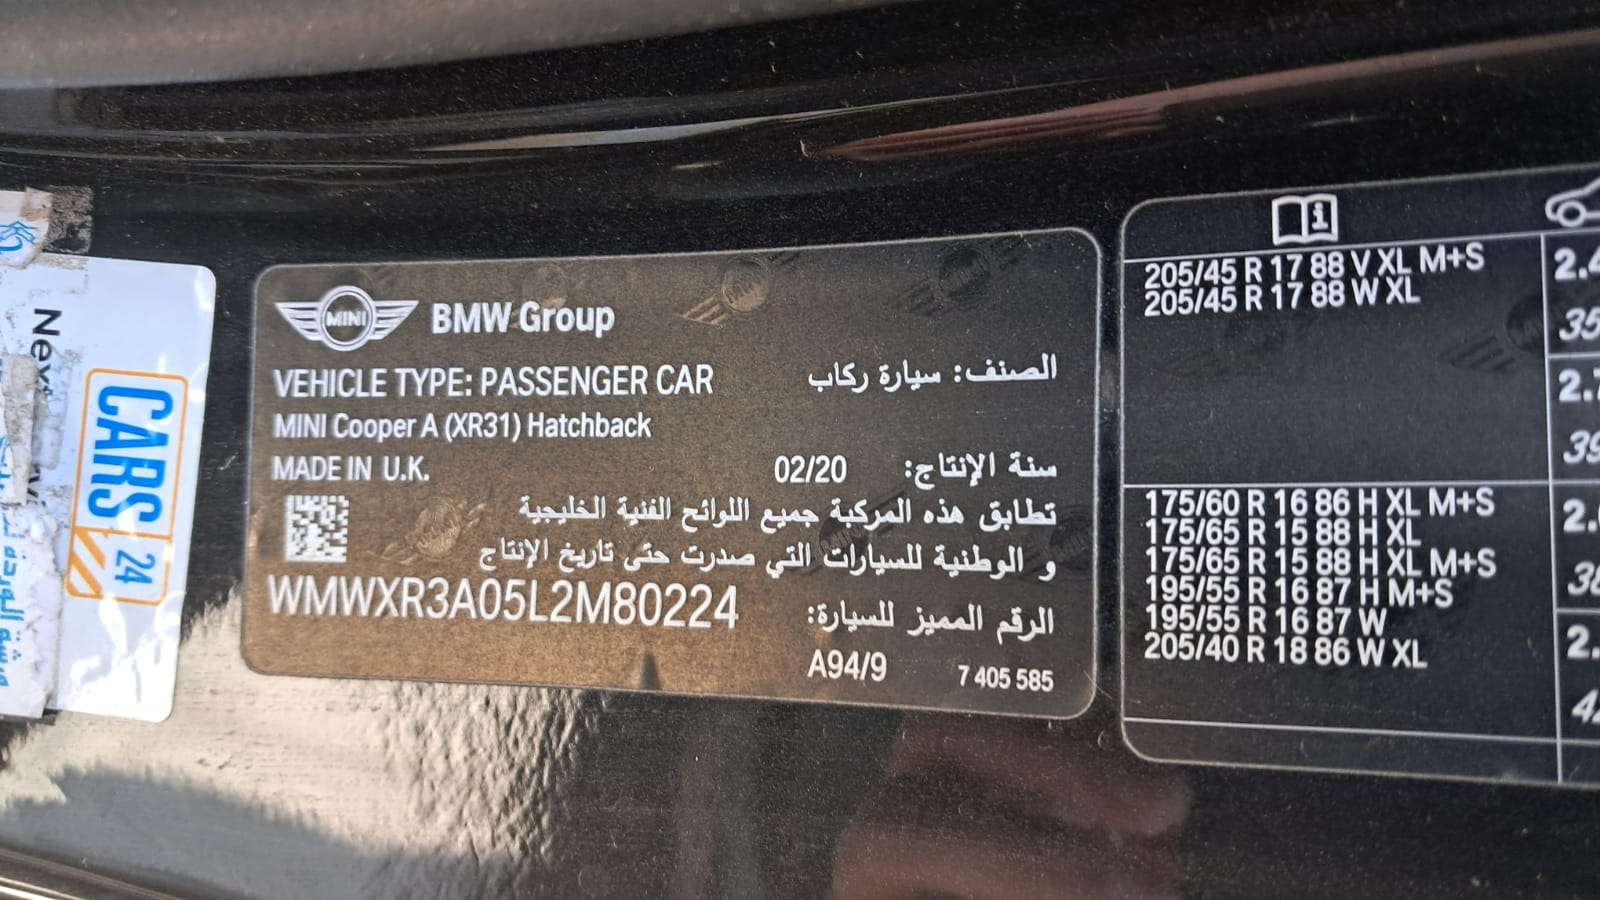 Nex
CARS
24
MINI
BMW Group
VEHICLE TYPE: PASSENGER CAR
الصنف: سيارة ركاب
MINI Cooper A (XR31) Hatchback
MADE IN U.K.
سنة الإنتاج: 02/20
تطابق هذه المركبة جميع اللوائح الفنية الخليجية
و الوطنية للسيارات التي صدرت حتى تاريخ الإنتاج
WMWXR3A05L2M80224
الرقم المميز للسيارة:
A94/9
7 405 585
205/45 R 17 88 V XL M+S
205/45 R 17 88 W XL
175/60 R 16 86 H XL M+S
175/65 R 15 88 H XL
175/65 R 15 88 H XL M+S
195/55 R 16 87 H M+S
195/55 R 16 87 W
205/40 R 18 86 W XL
35
39